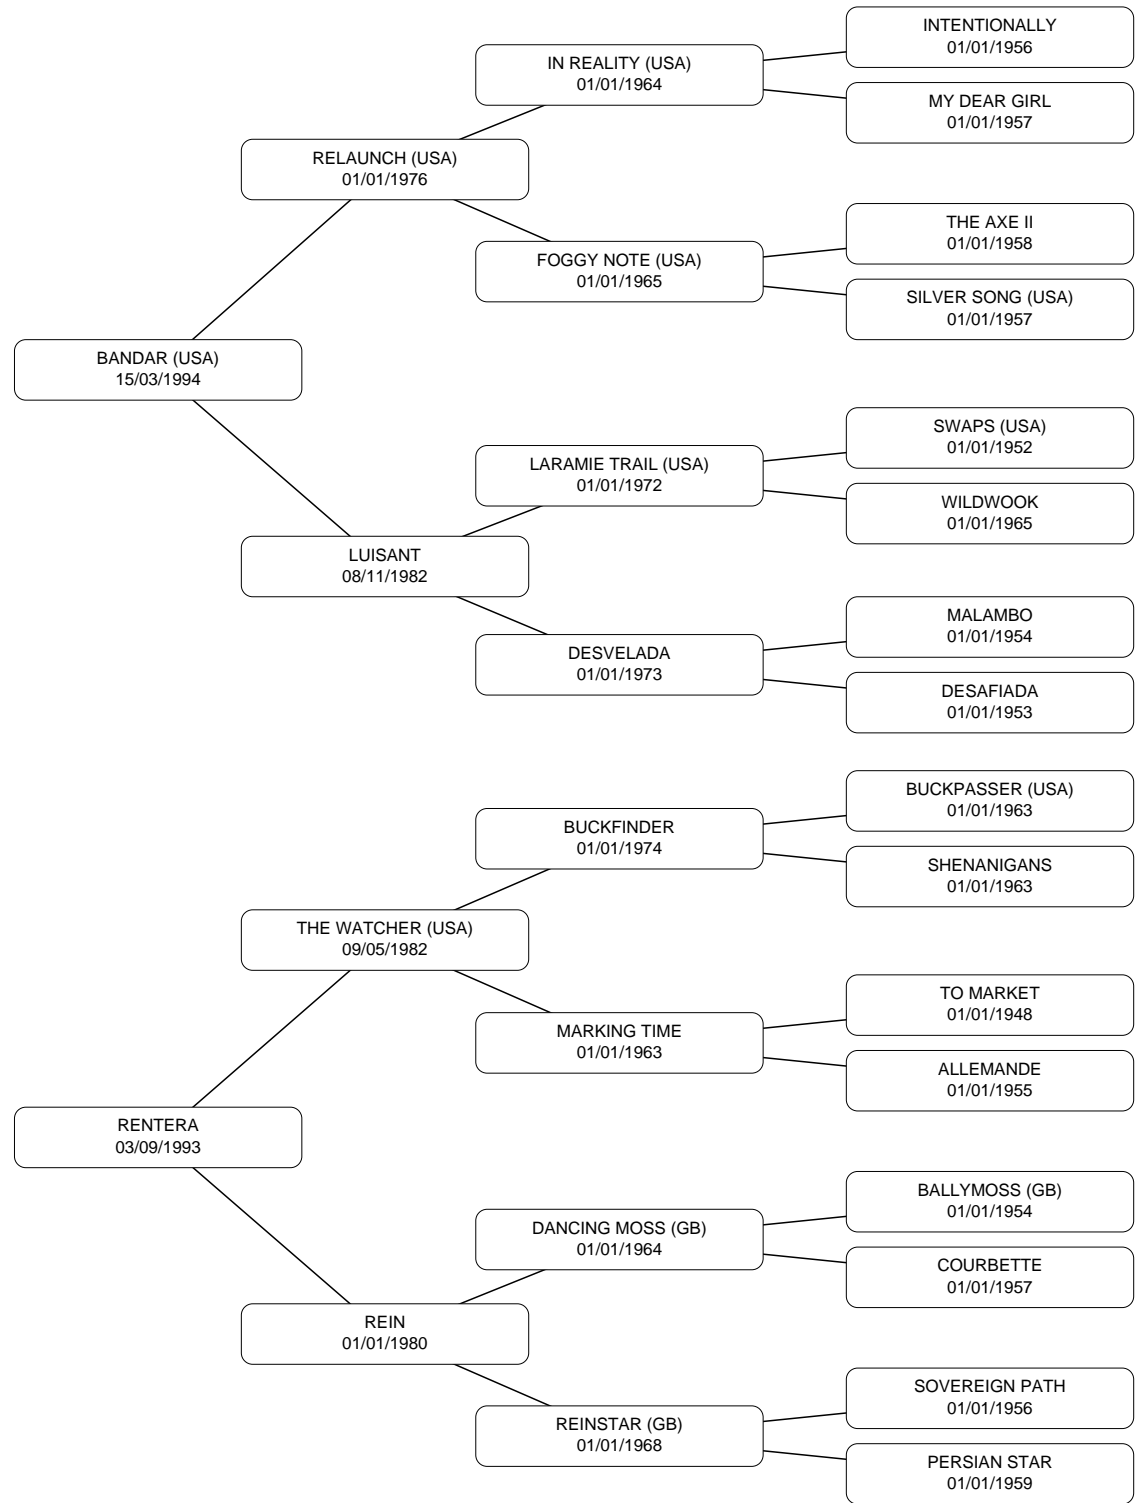 INTENTIONALLY
01/01/1956
IN REALITY (USA)
01/01/1964
MY DEAR GIRL
01/01/1957
RELAUNCH (USA)
01/01/1976
THE AXE II
01/01/1958
FOGGY NOTE (USA)
01/01/1965
SILVER SONG (USA)
01/01/1957
BANDAR (USA)
15/03/1994
SWAPS (USA)
01/01/1952
LARAMIE TRAIL (USA)
01/01/1972
WILDWOOK
01/01/1965
LUISANT
08/11/1982
MALAMBO
01/01/1954
DESVELADA
01/01/1973
DESAFIADA
01/01/1953
BUCKPASSER (USA)
01/01/1963
BUCKFINDER
01/01/1974
SHENANIGANS
01/01/1963
THE WATCHER (USA)
09/05/1982
TO MARKET
01/01/1948
MARKING TIME
01/01/1963
ALLEMANDE
01/01/1955
RENTERA
03/09/1993
BALLYMOSS (GB)
01/01/1954
DANCING MOSS (GB)
01/01/1964
COURBETTE
01/01/1957
REIN
01/01/1980
SOVEREIGN PATH
01/01/1956
REINSTAR (GB)
01/01/1968
PERSIAN STAR
01/01/1959